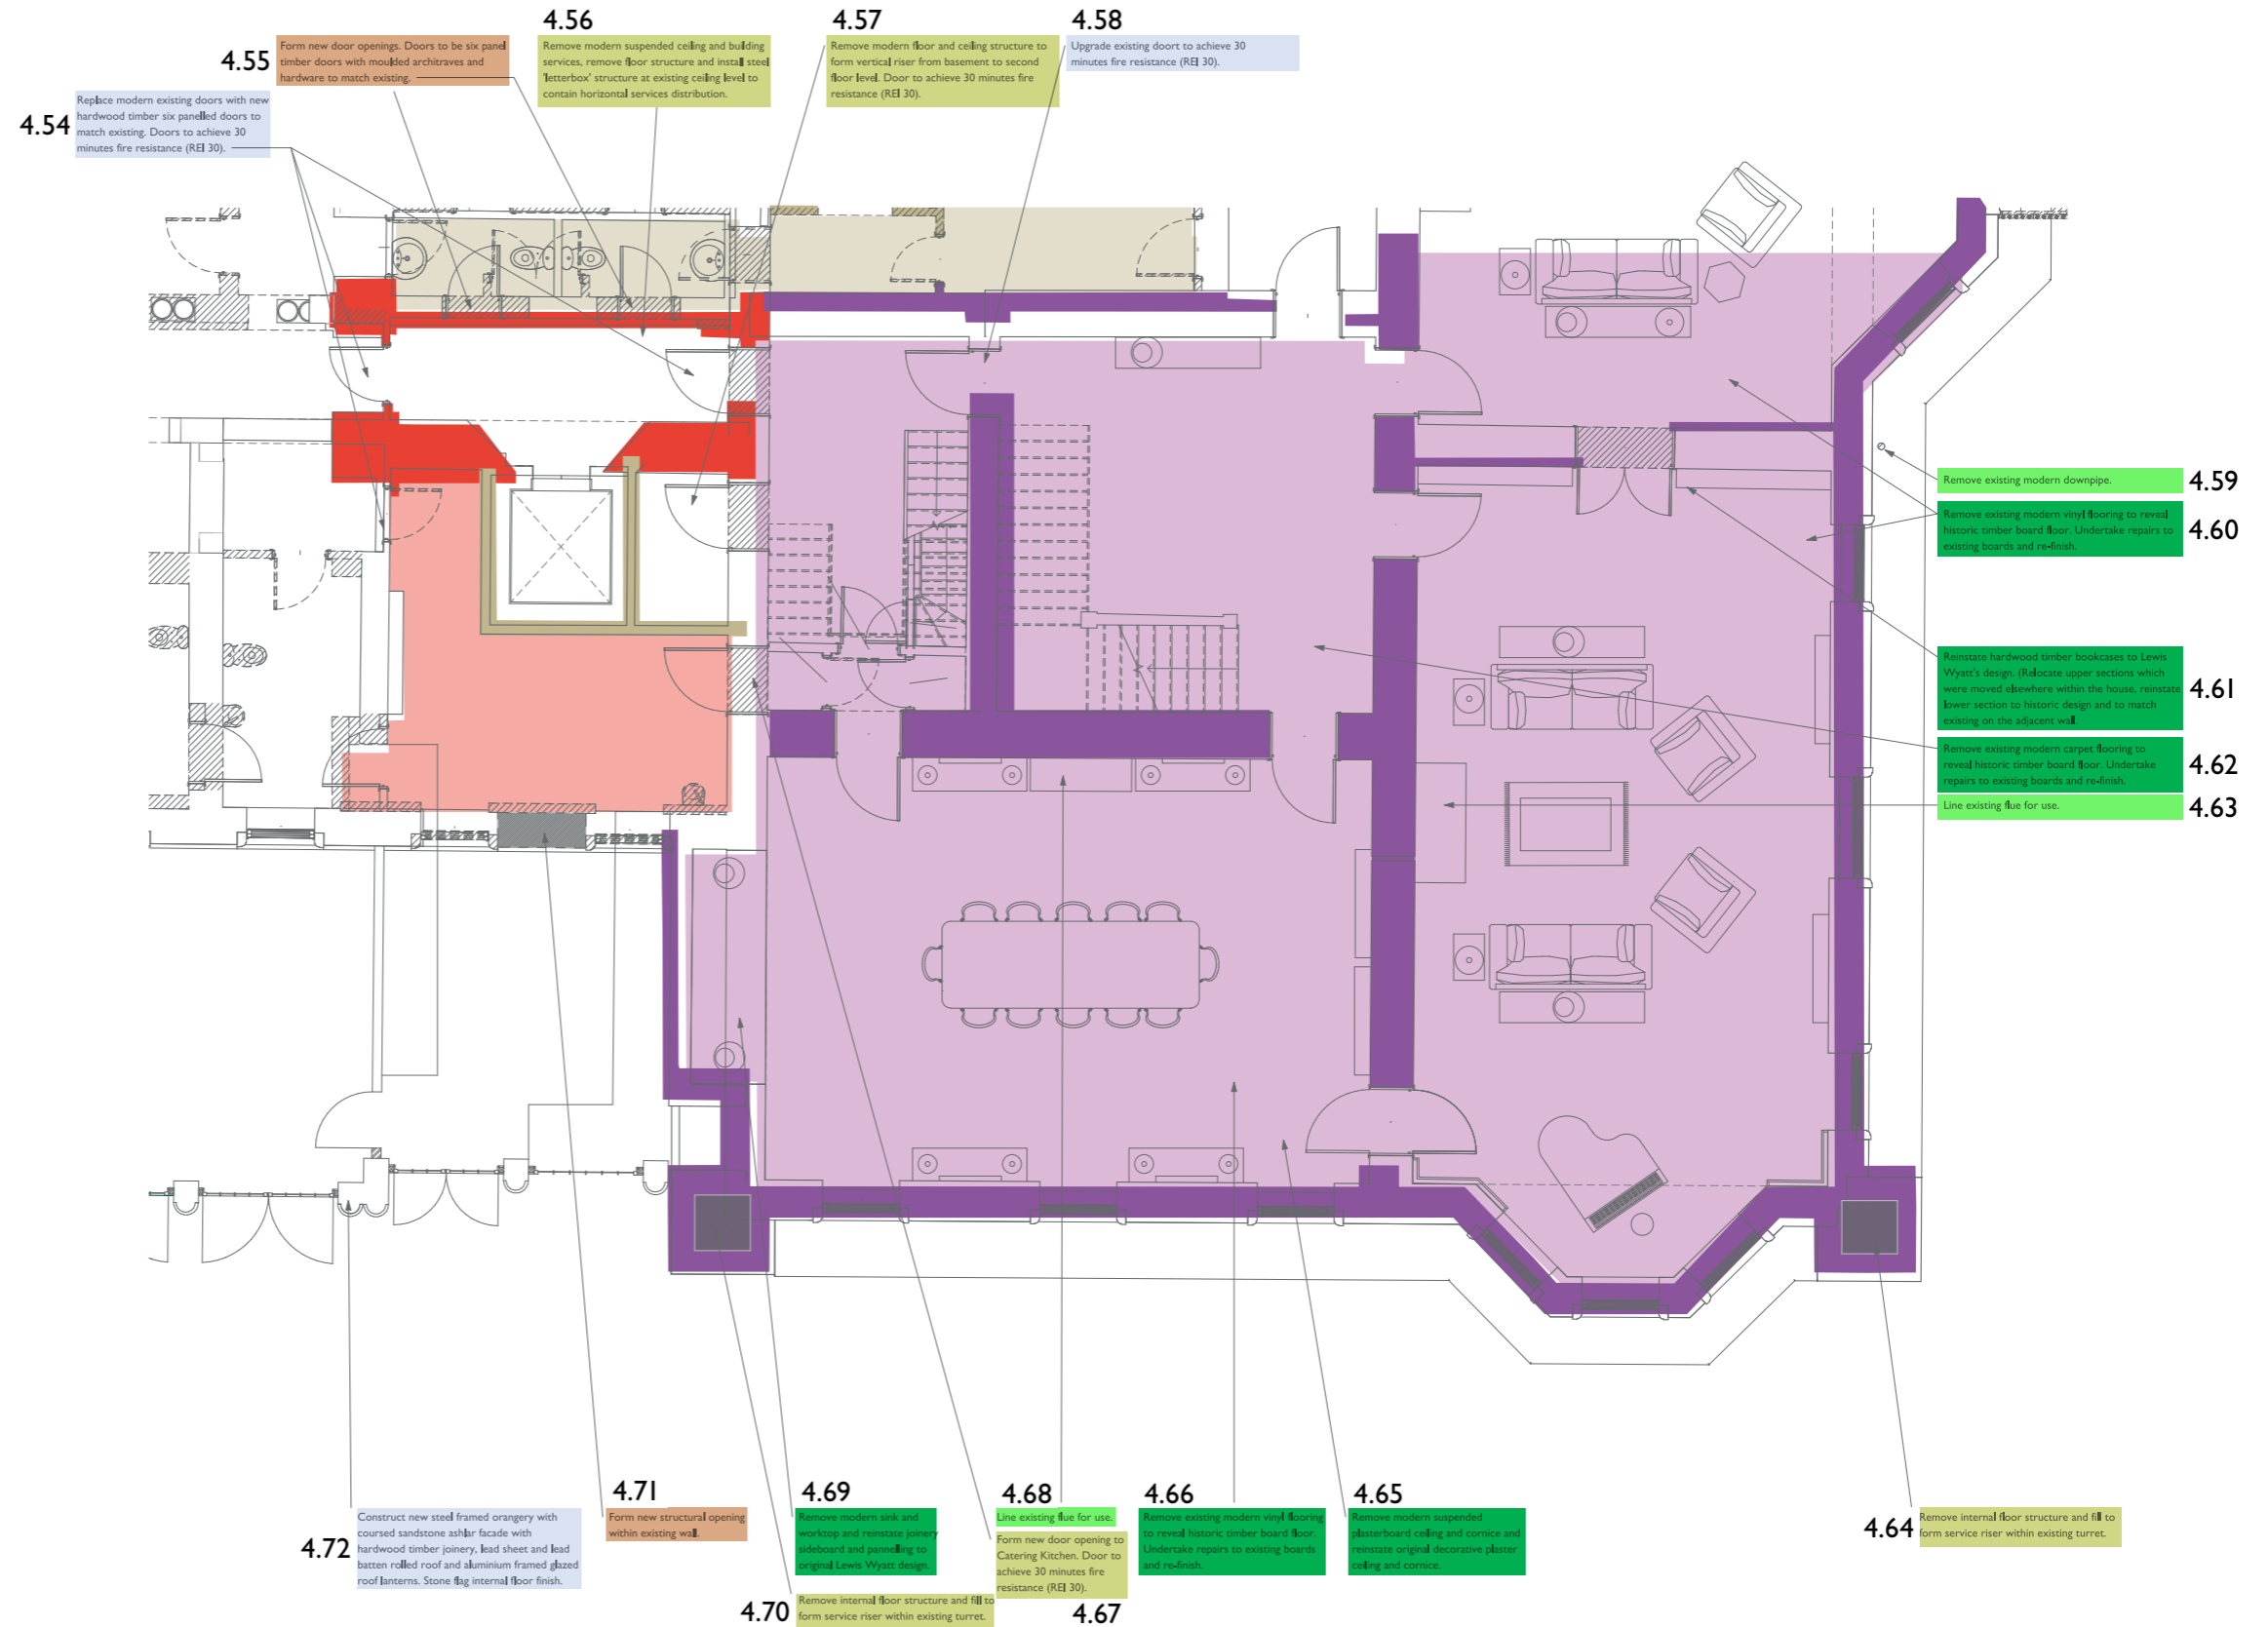 4.54
Replace modern existing doors with new
hardwood timber six panelled doors to
match existing. Doors to achieve 30
minutes fire resistance (REI 30).
4.55
Form new door openings. Doors to be six panel
timber doors with moulded architraves and
hardware to match existing.
4.56
Remove modern suspended ceiling and building
services, remove floor structure and install steel
'letterbox' structure at existing ceiling level to
contain horizontal services distribution.
4.57
Remove modern floor and ceiling structure to
form vertical riser from basement to second
floor level. Door to achieve 30 minutes fire
resistance (REI 30).
4.58
Upgrade existing doort to achieve 30
minutes fire resistance (REI 30).
Remove existing modern downpipe.
4.59
Remove existing modern vinyl flooring to reveal
historic timber board floor. Undertake repairs to
existing boards and re-finish.
4.60
Reinstate hardwood timber bookcases to Lewis
Wyatt's design. (Relocate upper sections which
were moved elsewhere within the house, reinstate
lower section to historic design and to match
existing on the adjacent wall.
4.61
Remove existing modern carpet flooring to
reveal historic timber board floor. Undertake
repairs to existing boards and re-finish.
4.62
Line existing flue for use.
4.63
4.72
Construct new steel framed orangery with
coursed sandstone ashlar facade with
hardwood timber joinery, lead sheet and lead
batten rolled roof and aluminium framed glazed
roof lanterns. Stone flag internal floor finish.
4.71
Form new structural opening
within existing wall.
4.69
Remove modern sink and
worktop and reinstate joinery
sideboard and pannelling to
original Lewis Wyatt design.
4.70
Remove internal floor structure and fill to
form service riser within existing turret.
4.68
Line existing flue for use.
Form new door opening to
Catering Kitchen. Door to
achieve 30 minutes fire
resistance (REI 30).
4.67
4.66
Remove existing modern vinyl flooring
to reveal historic timber board floor.
Undertake repairs to existing boards
and re-finish.
4.65
Remove modern suspended
plasterboard ceiling and cornice and
reinstate original decorative plaster
ceiling and cornice.
4.64
Remove internal floor structure and fill to
form service riser within existing turret.